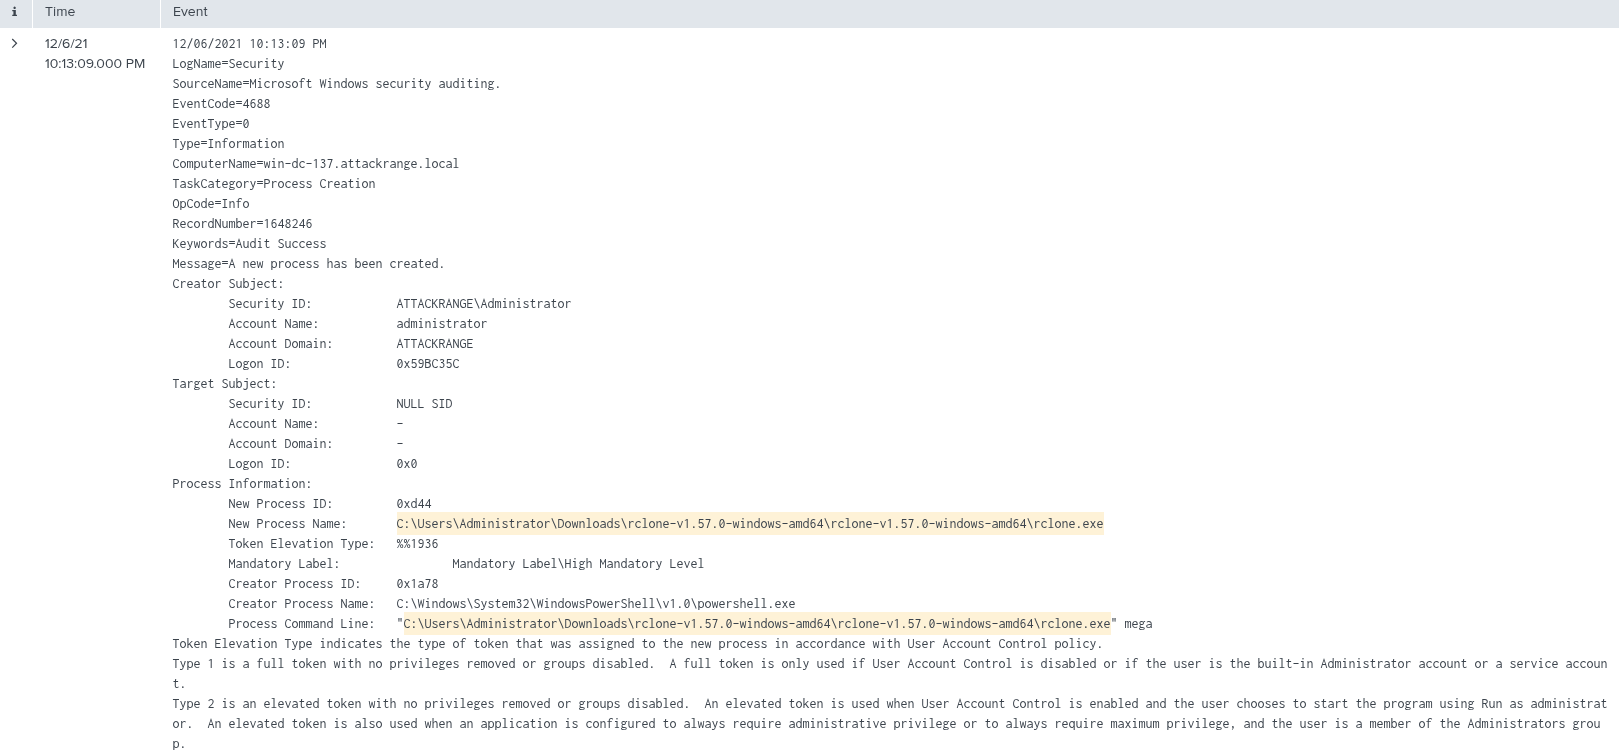 i Time Event
12/6/21 12/06/2021 10:13:09 PM
10:13:09.000 PM LogName=Security
SourceName=Microsoft Windows security auditing.
EventCode=4688
EventType=0
Type=Information
ComputerName=win-dc-137.attackrange.local
TaskCategory=Process Creation
OpCode=Info
RecordNumber=1648246
Keywords=Audit Success
Message=A new process has been created.
Creator Subject:
Security ID: ATTACKRANGE\Administrator
Account Name: administrator
Account Domain: ATTACKRANGE
Logon ID: 0x59BC35C
Target Subject:
Security ID: NULL SID
Account Name: -
Account Domain: -
Logon ID: 0x0
Process Information:
New Process ID: 0xd44
New Process Name: C:\Users\Administrator\Downloads\rclone-v1.57.0-windows-amd64\rclone-v1.57.0-windows-amd64\rclone.exe
Token Elevation Type: %%1936
Mandatory Label: Mandatory Label\High Mandatory Level
Creator Process ID: 0x1a78
Creator Process Name: C:\Windows\System32\WindowsPowerShell\v1.0\powershell.exe
Process Command Line: "C:\Users\Administrator\Downloads\rclone-v1.57.0-windows-amd64\rclone-v1.57.0-windows-amd64\rclone.exe" mega
Token Elevation Type indicates the type of token that was assigned to the new process in accordance with User Account Control policy.
Type 1 is a full token with no privileges removed or groups disabled.  A full token is only used if User Account Control is disabled or if the user is the built-in Administrator account or a service accoun
t.
Type 2 is an elevated token with no privileges removed or groups disabled.  An elevated token is used when User Account Control is enabled and the user chooses to start the program using Run as administrat
or.  An elevated token is also used when an application is configured to always require administrative privilege or to always require maximum privilege, and the user is a member of the Administrators grou
p.